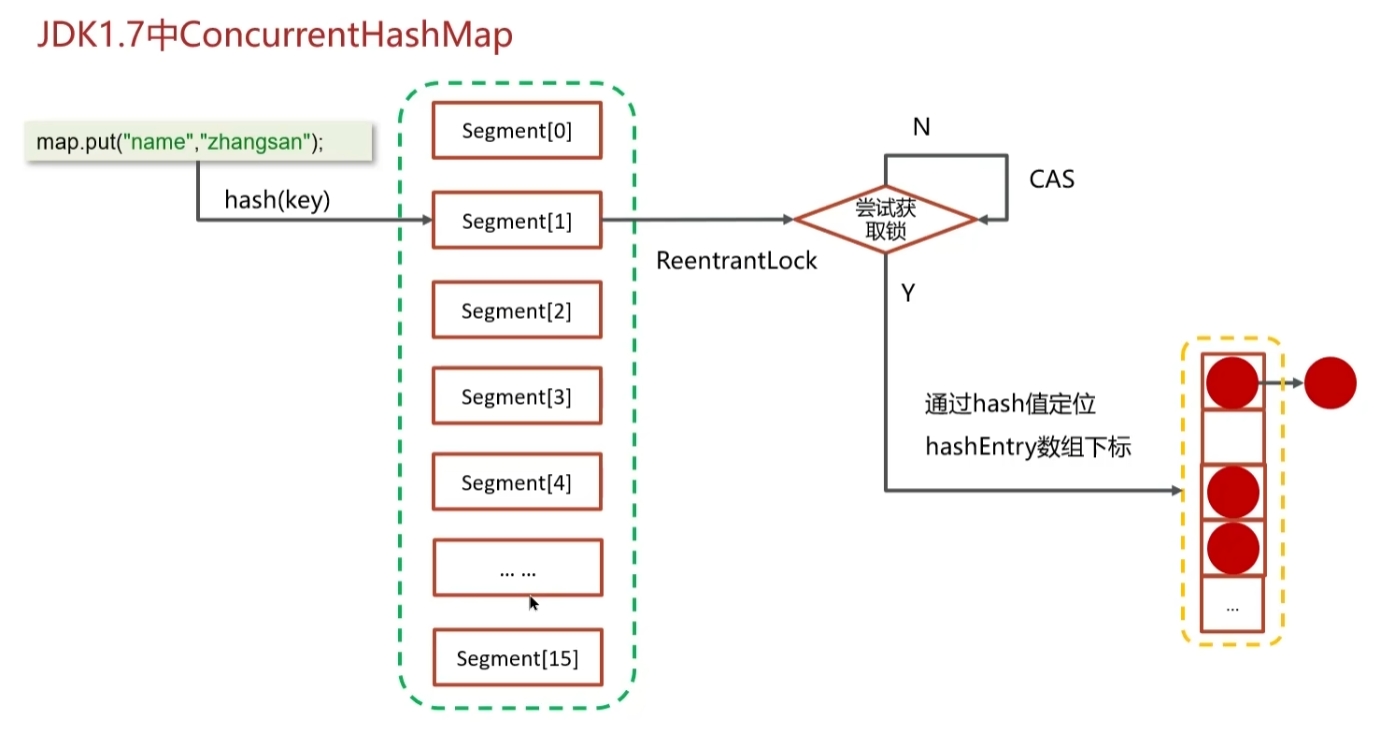 JDK1.7中ConcurrentHashMap
map.put("name","zhangsan");
hash(key)
Segment[0]
Segment[1]
Segment[2]
Segment[3]
Segment[4]
... ...
Segment[15]
ReentrantLock
尝试获
取锁
N
CAS
Y
通过hash值定位
hashEntry数组下标
...